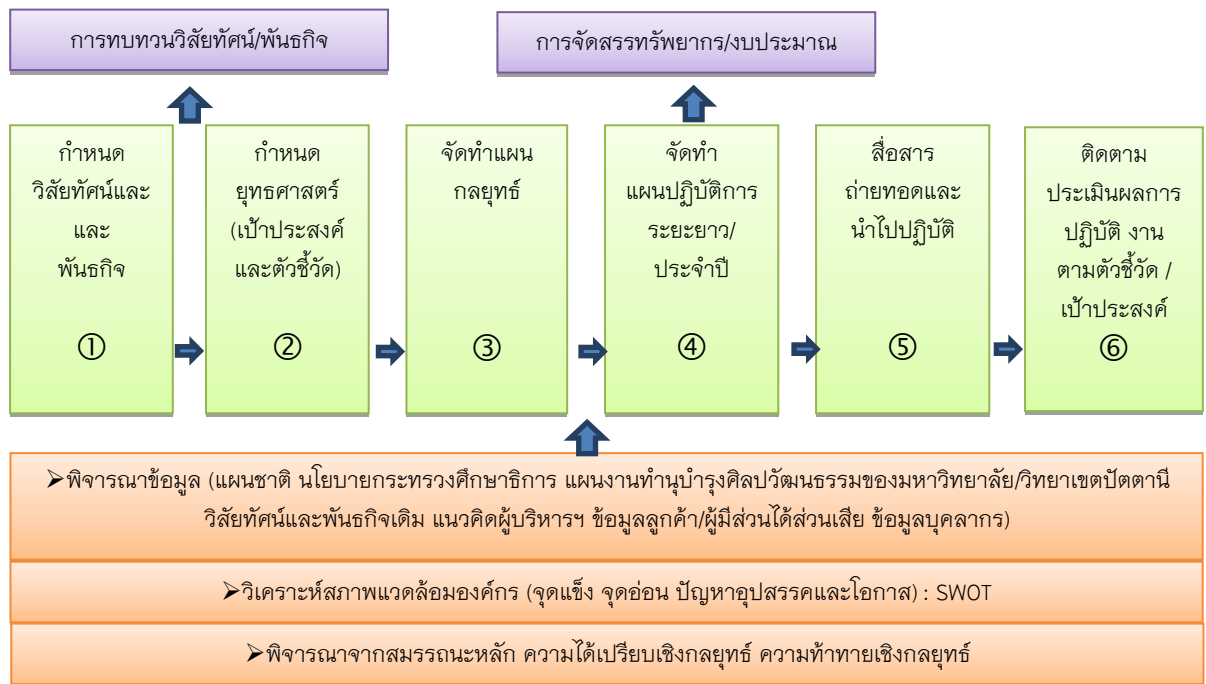 การทบทวนวิสัยทัศน์/พันธกิจ
การจัดสรรทรัพยากร/งบประมาณ
กำหนด
วิสัยทัศน์และ
และ
พันธกิจ
①
กำหนด
ยุทธศาสตร์
(เป้าประสงค์
และตัวชี้วัด)
②
จัดทำแผน
กลยุทธ์
③
จัดทำ
แผนปฏิบัติการ
ระยะยาว/
ประจำปี
④
สื่อสาร
ถ่ายทอดและ
นำไปปฏิบัติ
⑤
ติดตาม
ประเมินผลการ
ปฏิบัติ งาน
ตามตัวชี้วัด /
เป้าประสงค์
⑥
➢พิจารณาข้อมูล (แผนชาติ นโยบายกระทรวงศึกษาธิการ แผนงานทำนุบำรุงศิลปวัฒนธรรมของมหาวิทยาลัย/วิทยาเขตปัตตานี
วิสัยทัศน์และพันธกิจเดิม แนวคิดผู้บริหารฯ ข้อมูลลูกค้า/ผู้มีส่วนได้ส่วนเสีย ข้อมูลบุคลากร)
➢วิเคราะห์สภาพแวดล้อมองค์กร (จุดแข็ง จุดอ่อน ปัญหาอุปสรรคและโอกาส) : SWOT
➢พิจารณาจากสมรรถนะหลัก ความได้เปรียบเชิงกลยุทธ์ ความท้าทายเชิงกลยุทธ์